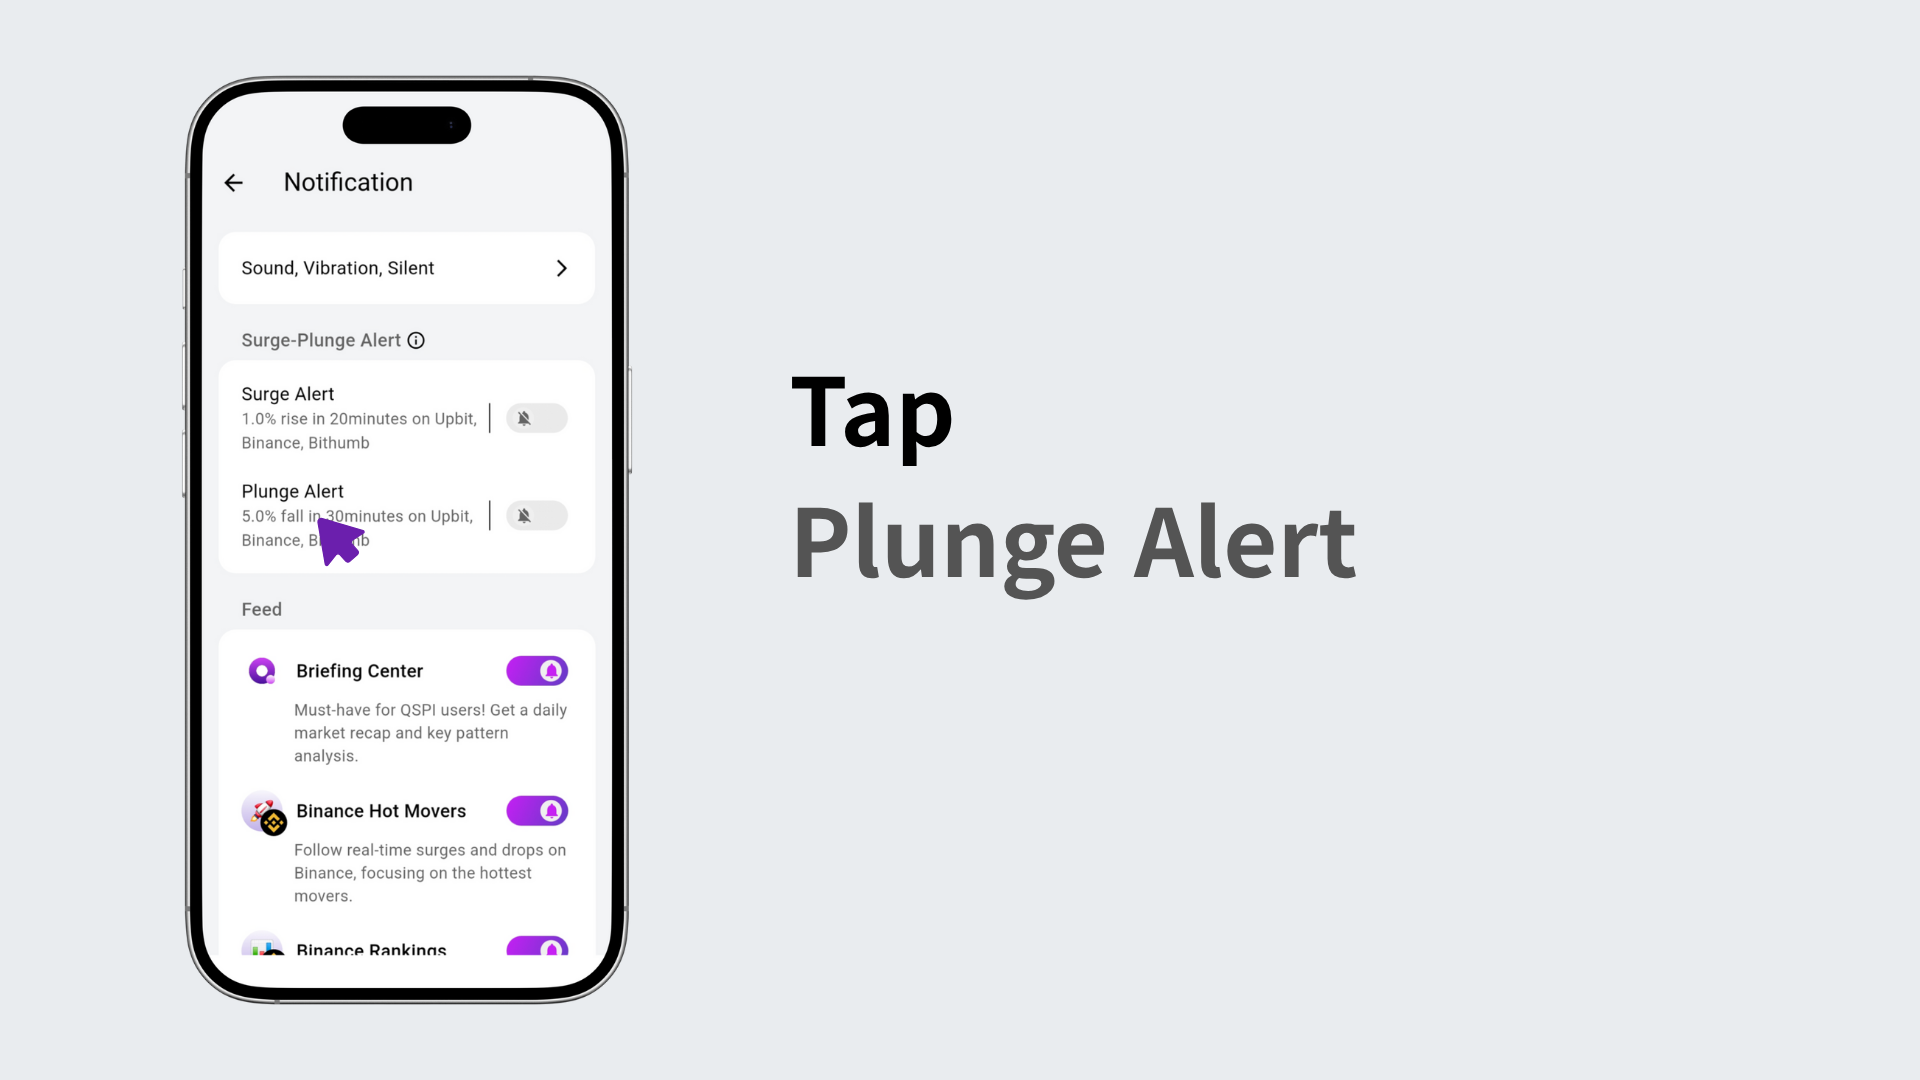 Notification
Sound, Vibration, Silent
Surge-Plunge Alert
Surge Alert
1.0% rise in 20minutes on Upbit,
Binance, Bithumb
Plunge Alert
5.0% fall in 30minutes on Upbit,
Binance,
Feed
Briefing Center
Must-have for QSPI users! Get a daily
market recap and key pattern
analysis.
Binance Hot Movers
Follow real-time surges and drops on
Binance, focusing on the hottest
movers.
Binance Rankings
Tap
Plunge Alert